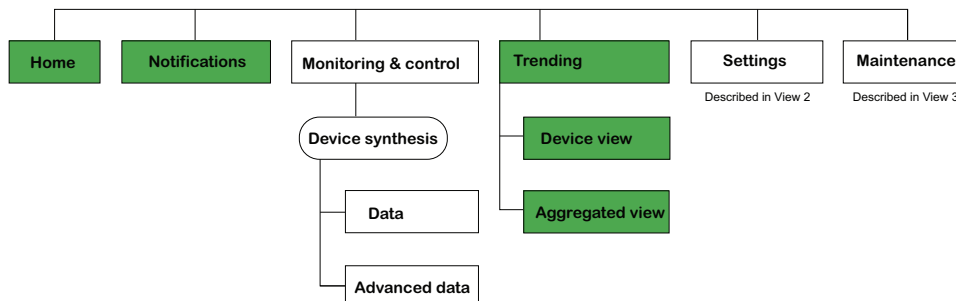 Home
Notifications
Monitoring & control
Trending
Settings
Maintenance
Described in View 2
Described in View 3
Device synthesis
Device view
Data
Aggregated view
Advanced data